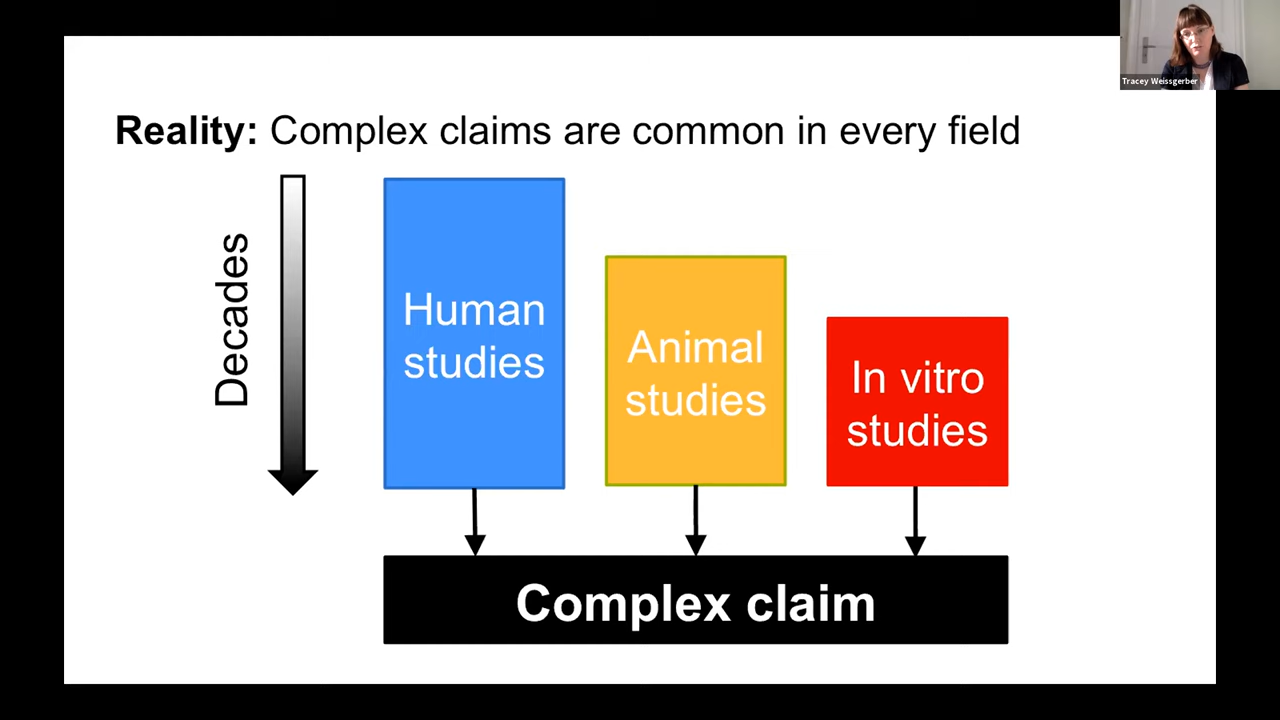 Tracey Weissgerber
Reality: Complex claims are common in every field
Decades
Human
studies
Animal
studies
In vitro
studies
Complex claim